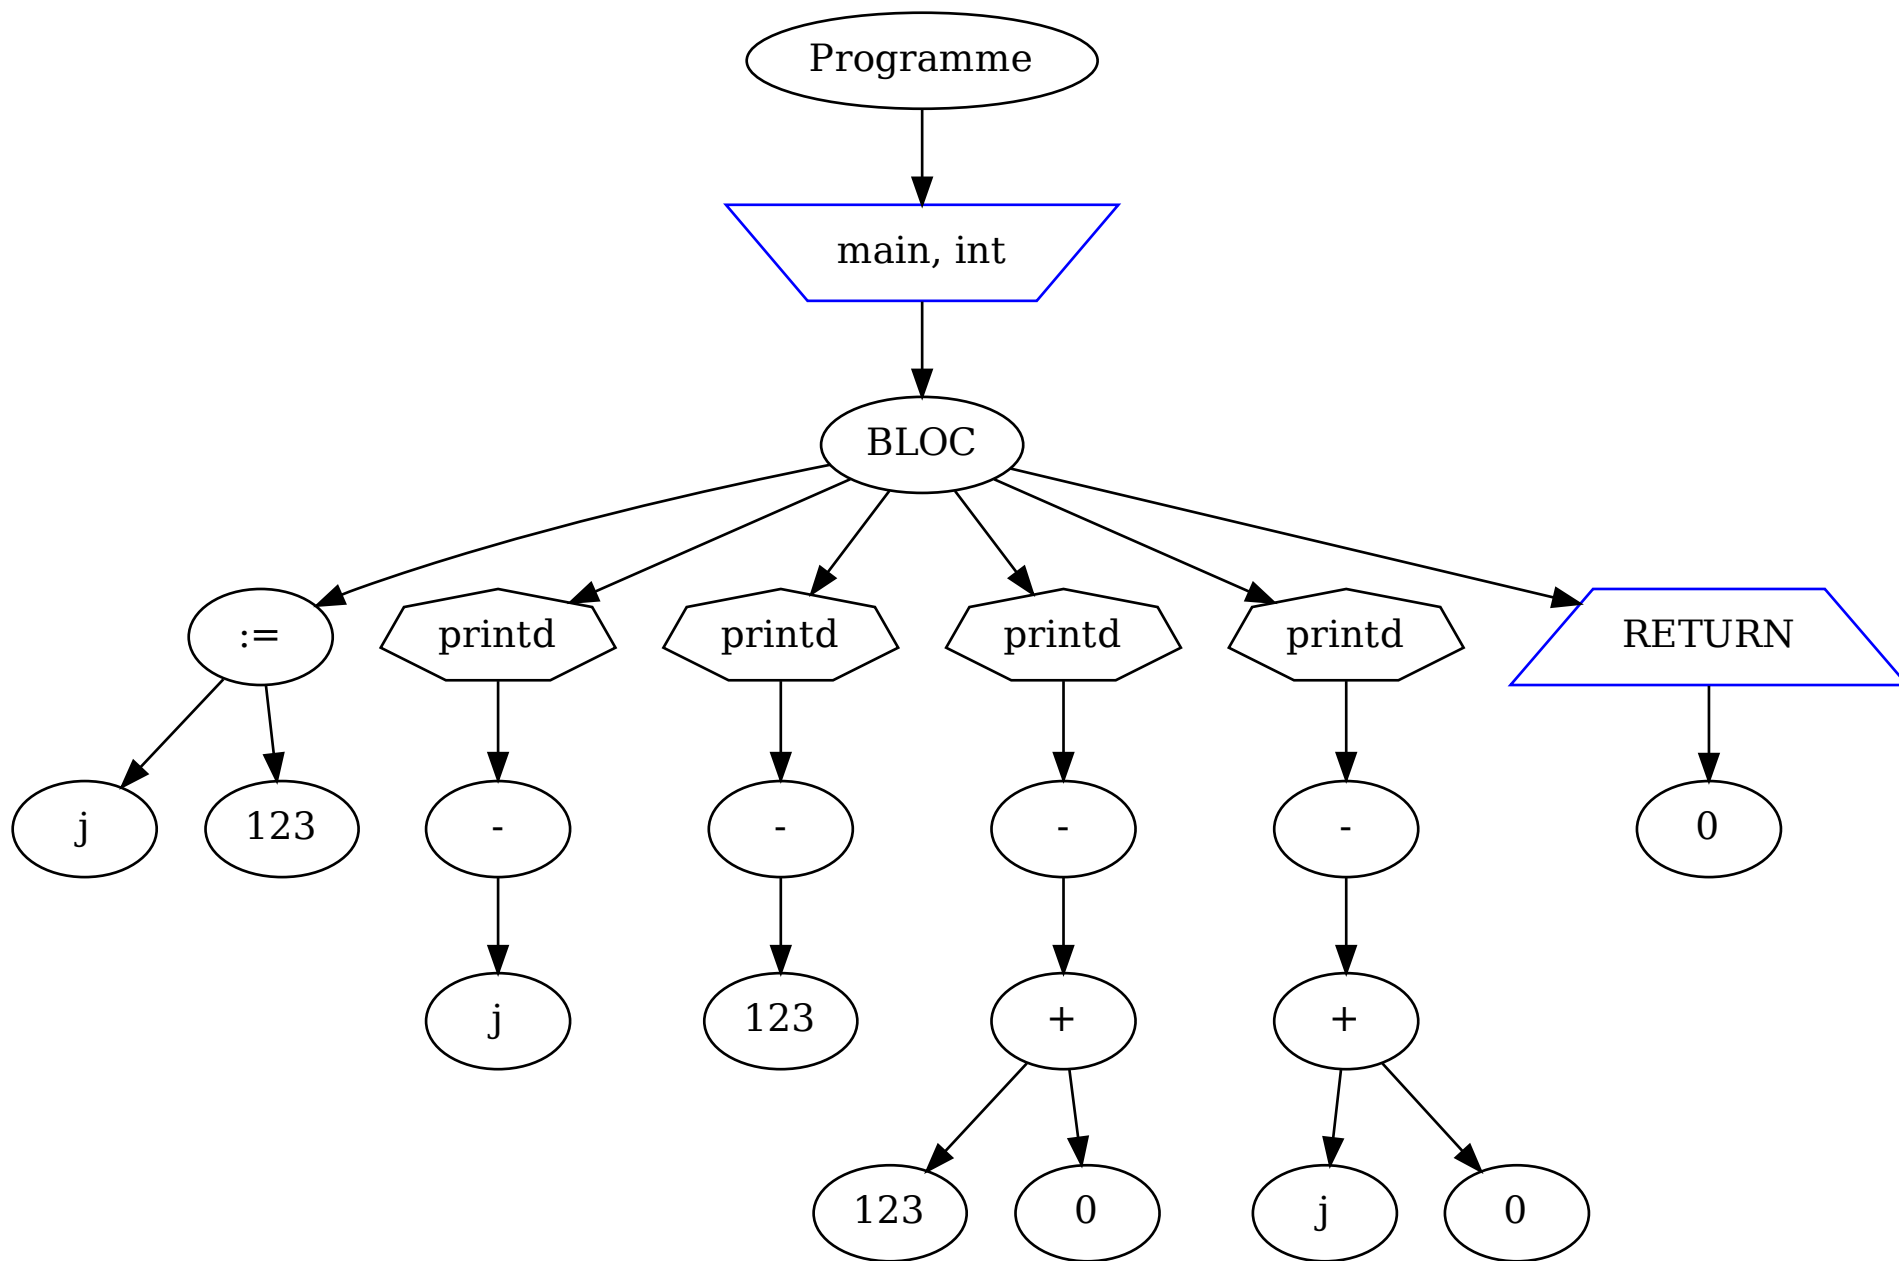 Programme
main, int
BLOC
:=
printd
printd
printd
printd
RETURN
j
123
-
-
-
-
0
j
123
+
+
123
0
j
0